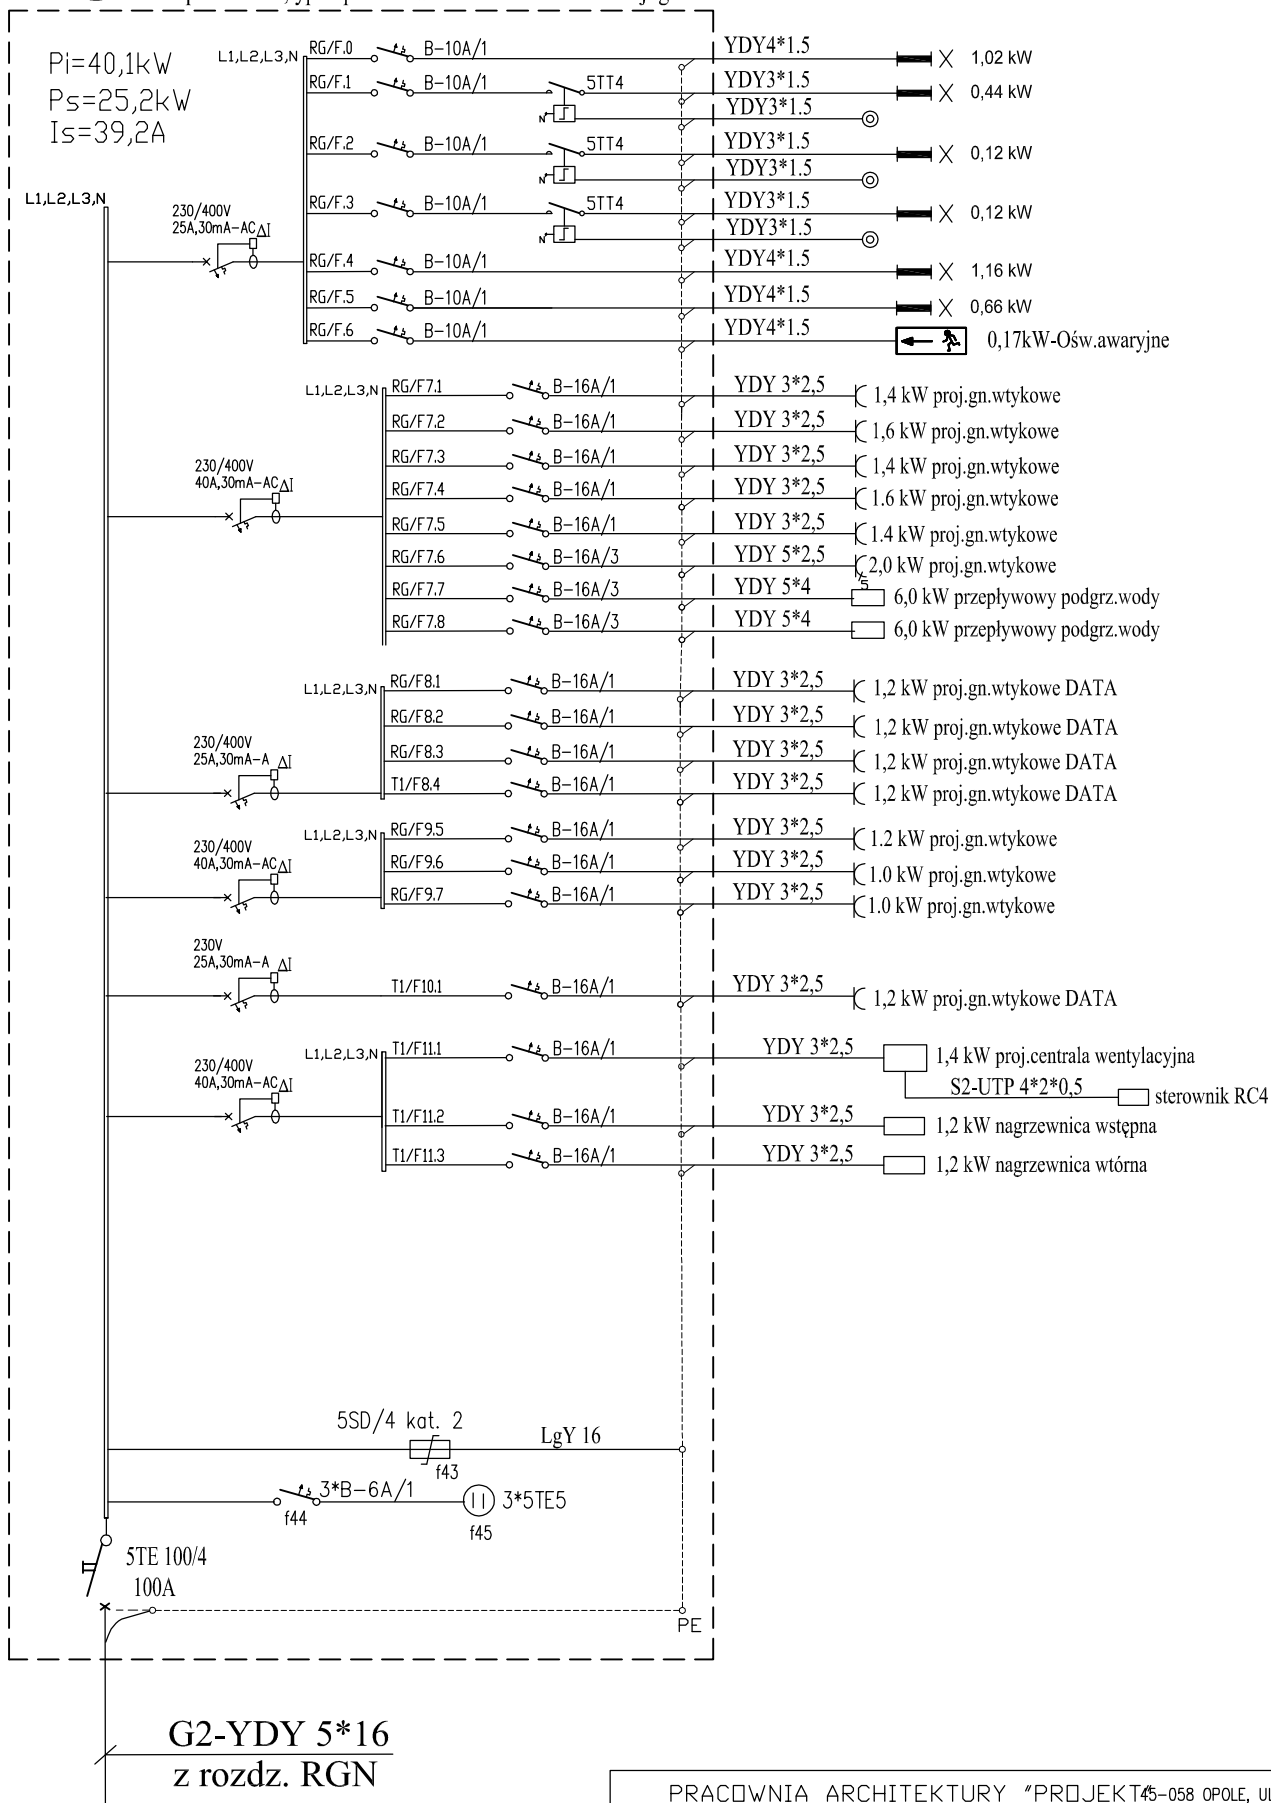 Pi=40,1kW
Ps=25,2kW
Is=39,2A
L1,L2,L3,N
230/400V
25A,30mA-AC ΔI
L1,L2,L3,N
RG/F.0 B-10A/1 YDY4*1.5 1,02 kW
RG/F.1 B-10A/1 5TT4 YDY3*1.5 0,44 kW
N YDY3*1.5
RG/F.2 B-10A/1 5TT4 YDY3*1.5 0,12 kW
N YDY3*1.5
RG/F.3 B-10A/1 5TT4 YDY3*1.5 0,12 kW
N YDY3*1.5
RG/F.4 B-10A/1 YDY4*1.5 1,16 kW
RG/F.5 B-10A/1 YDY4*1.5 0,66 kW
RG/F.6 B-10A/1 YDY4*1.5 0,17kW-Ośw.awaryjne
230/400V
40A,30mA-AC ΔI
L1,L2,L3,N
RG/F7.1 B-16A/1 YDY 3*2,5 1,4 kW proj.gn.wtykowe
RG/F7.2 B-16A/1 YDY 3*2,5 1,6 kW proj.gn.wtykowe
RG/F7.3 B-16A/1 YDY 3*2,5 1,4 kW proj.gn.wtykowe
RG/F7.4 B-16A/1 YDY 3*2,5 1.6 kW proj.gn.wtykowe
RG/F7.5 B-16A/1 YDY 3*2,5 1.4 kW proj.gn.wtykowe
RG/F7.6 B-16A/3 YDY 5*2,5 2,0 kW proj.gn.wtykowe
5
RG/F7.7 B-16A/3 YDY 5*4 6,0 kW przepływowy podgrz.wody
RG/F7.8 B-16A/3 YDY 5*4 6,0 kW przepływowy podgrz.wody
230/400V
25A,30mA-A ΔI
L1,L2,L3,N
RG/F8.1 B-16A/1 YDY 3*2,5 1,2 kW proj.gn.wtykowe DATA
RG/F8.2 B-16A/1 YDY 3*2,5 1,2 kW proj.gn.wtykowe DATA
RG/F8.3 B-16A/1 YDY 3*2,5 1,2 kW proj.gn.wtykowe DATA
T1/F8.4 B-16A/1 YDY 3*2,5 1,2 kW proj.gn.wtykowe DATA
230/400V
40A,30mA-AC ΔI
L1,L2,L3,N
RG/F9.5 B-16A/1 YDY 3*2,5 1.2 kW proj.gn.wtykowe
RG/F9.6 B-16A/1 YDY 3*2,5 1.0 kW proj.gn.wtykowe
RG/F9.7 B-16A/1 YDY 3*2,5 1.0 kW proj.gn.wtykowe
230V
25A,30mA-A ΔI
T1/F10.1 B-16A/1 YDY 3*2,5 1,2 kW proj.gn.wtykowe DATA
230/400V
40A,30mA-AC ΔI
L1,L2,L3,N
T1/F11.1 B-16A/1 YDY 3*2,5 1,4 kW proj.centrala wentylacyjna
S2-UTP 4*2*0,5 sterownik RC4
T1/F11.2 B-16A/1 YDY 3*2,5 1,2 kW nagrzewnica wstępna
T1/F11.3 B-16A/1 YDY 3*2,5 1,2 kW nagrzewnica wtórna
5SD/4 kat. 2 LgY 16
f43
3*B-6A/1 3*5TE5
f44 f45
5TE 100/4
100A
PE
G2-YDY 5*16
z rozdz. RGN
PRACOWNIA ARCHITEKTURY "PROJEKT" 45-058 OPOLE, UL